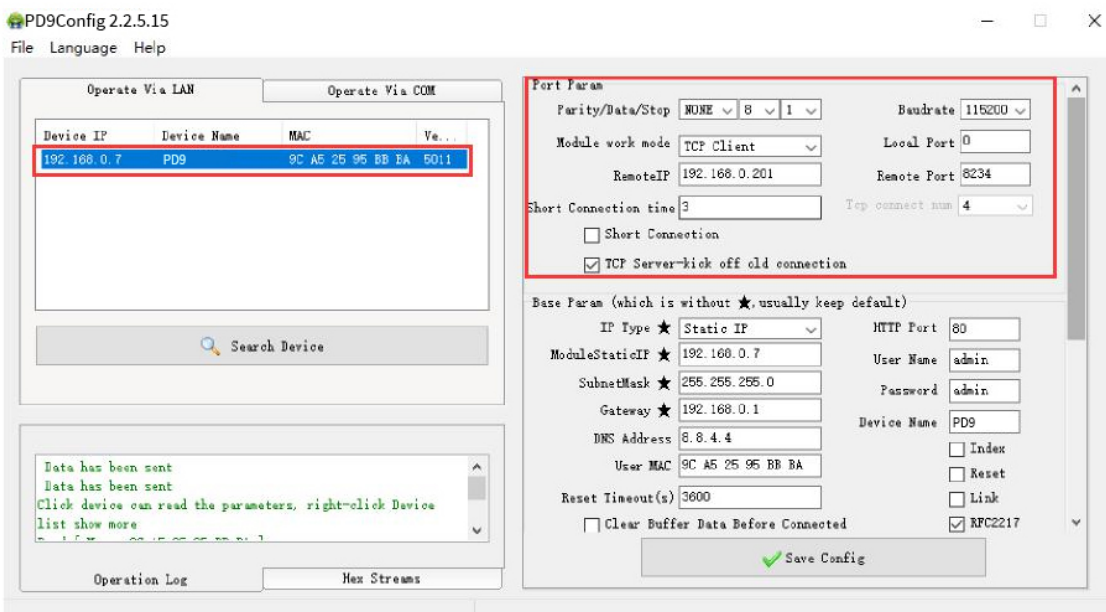 PD9Config 2.2.5.15
File Language Help
Operate Via LAN Operate Via COM
Device IP Device Name MAC Ve...
192.168.0.7 PD9 9C A5 25 95 BB BA 5011
Search Device
Data has been sent
Data has been sent
Click device can read the parameters, right-click Device
list show more
Operation Log Hex Streams
Port Param
Parity/Data/Stop NONE 8 1 Baudrate 115200
Module work mode TCP Client Local Port 0
RemoteIP 192.168.0.201 Remote Port 8234
Short Connection time 3 Tcp connect num 4
Short Connection
TCP Server-kick off old connection
Base Param (which is without ★,usually keep default)
IP Type ★ Static IP HTTP Port 80
ModuleStaticIP ★ 192.168.0.7 User Name admin
SubnetMask ★ 255.255.255.0 Password admin
Gateway ★ 192.168.0.1 Device Name PD9
DNS Address 8.8.4.4 Index
User MAC 9C A5 25 95 BB BA Reset
Reset Timeout(s) 3600 Link
Clear Buffer Data Before Connected RFC2217
Save Config